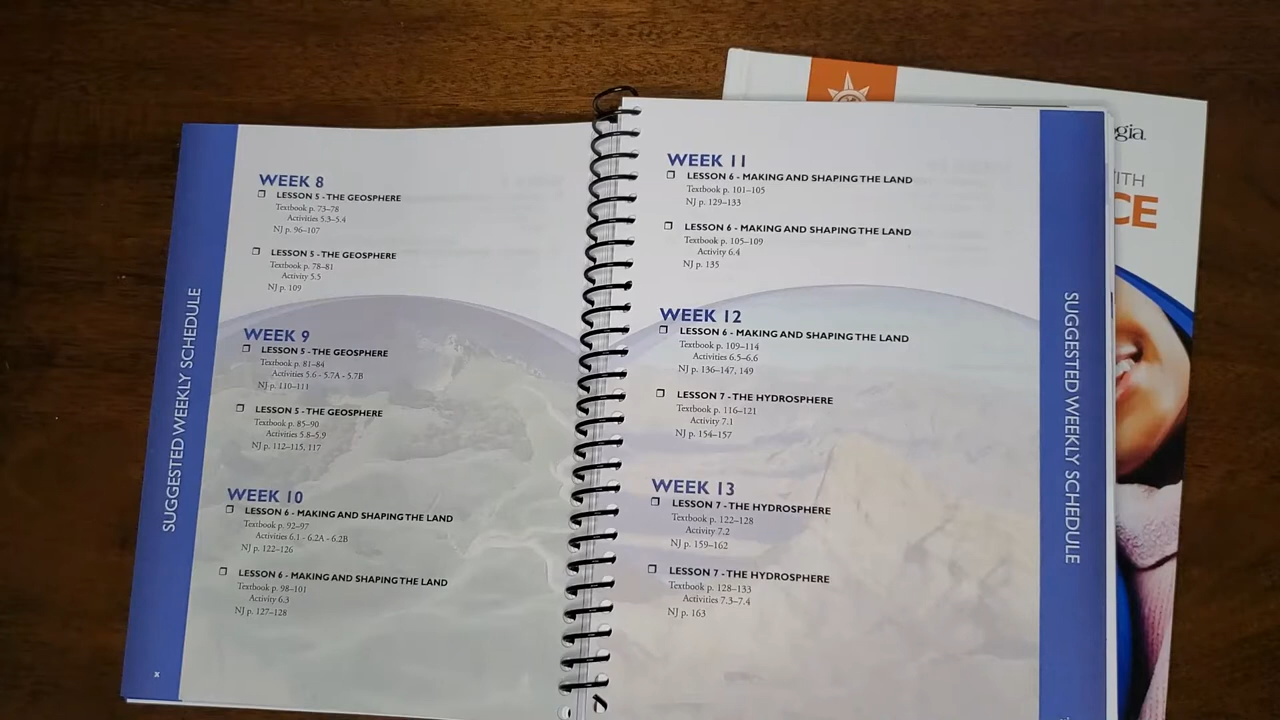 SUGGESTED WEEKLY SCHEDULE
WEEK 8
LESSON 5 - THE GEOSPHERE
Textbook p. 73–78
Activities 5.3–5.4
NJ p. 96–107
LESSON 5 - THE GEOSPHERE
Textbook p. 78–81
Activity 5.5
NJ p. 109
WEEK 9
LESSON 5 - THE GEOSPHERE
Textbook p. 81–84
Activities 5.6 - 5.7A - 5.7B
NJ p. 110–111
LESSON 5 - THE GEOSPHERE
Textbook p. 85–90
Activities 5.8–5.9
NJ p. 112–115, 117
WEEK 10
LESSON 6 - MAKING AND SHAPING THE LAND
Textbook p. 92–97
Activities 6.1 - 6.2A - 6.2B
NJ p. 122–126
LESSON 6 - MAKING AND SHAPING THE LAND
Textbook p. 98–101
Activity 6.3
NJ p. 127–128
x
WEEK 11
LESSON 6 - MAKING AND SHAPING THE LAND
Textbook p. 101–105
NJ p. 129–133
LESSON 6 - MAKING AND SHAPING THE LAND
Textbook p. 105–109
Activity 6.4
NJ p. 135
WEEK 12
LESSON 6 - MAKING AND SHAPING THE LAND
Textbook p. 109–114
Activities 6.5–6.6
NJ p. 136–147, 149
LESSON 7 - THE HYDROSPHERE
Textbook p. 116–121
Activity 7.1
NJ p. 154–157
WEEK 13
LESSON 7 - THE HYDROSPHERE
Textbook p. 122–128
Activity 7.2
NJ p. 159–162
LESSON 7 - THE HYDROSPHERE
Textbook p. 128–133
Activities 7.3–7.4
NJ p. 163
SUGGESTED WEEKLY SCHEDULE
gia
WITH
CE